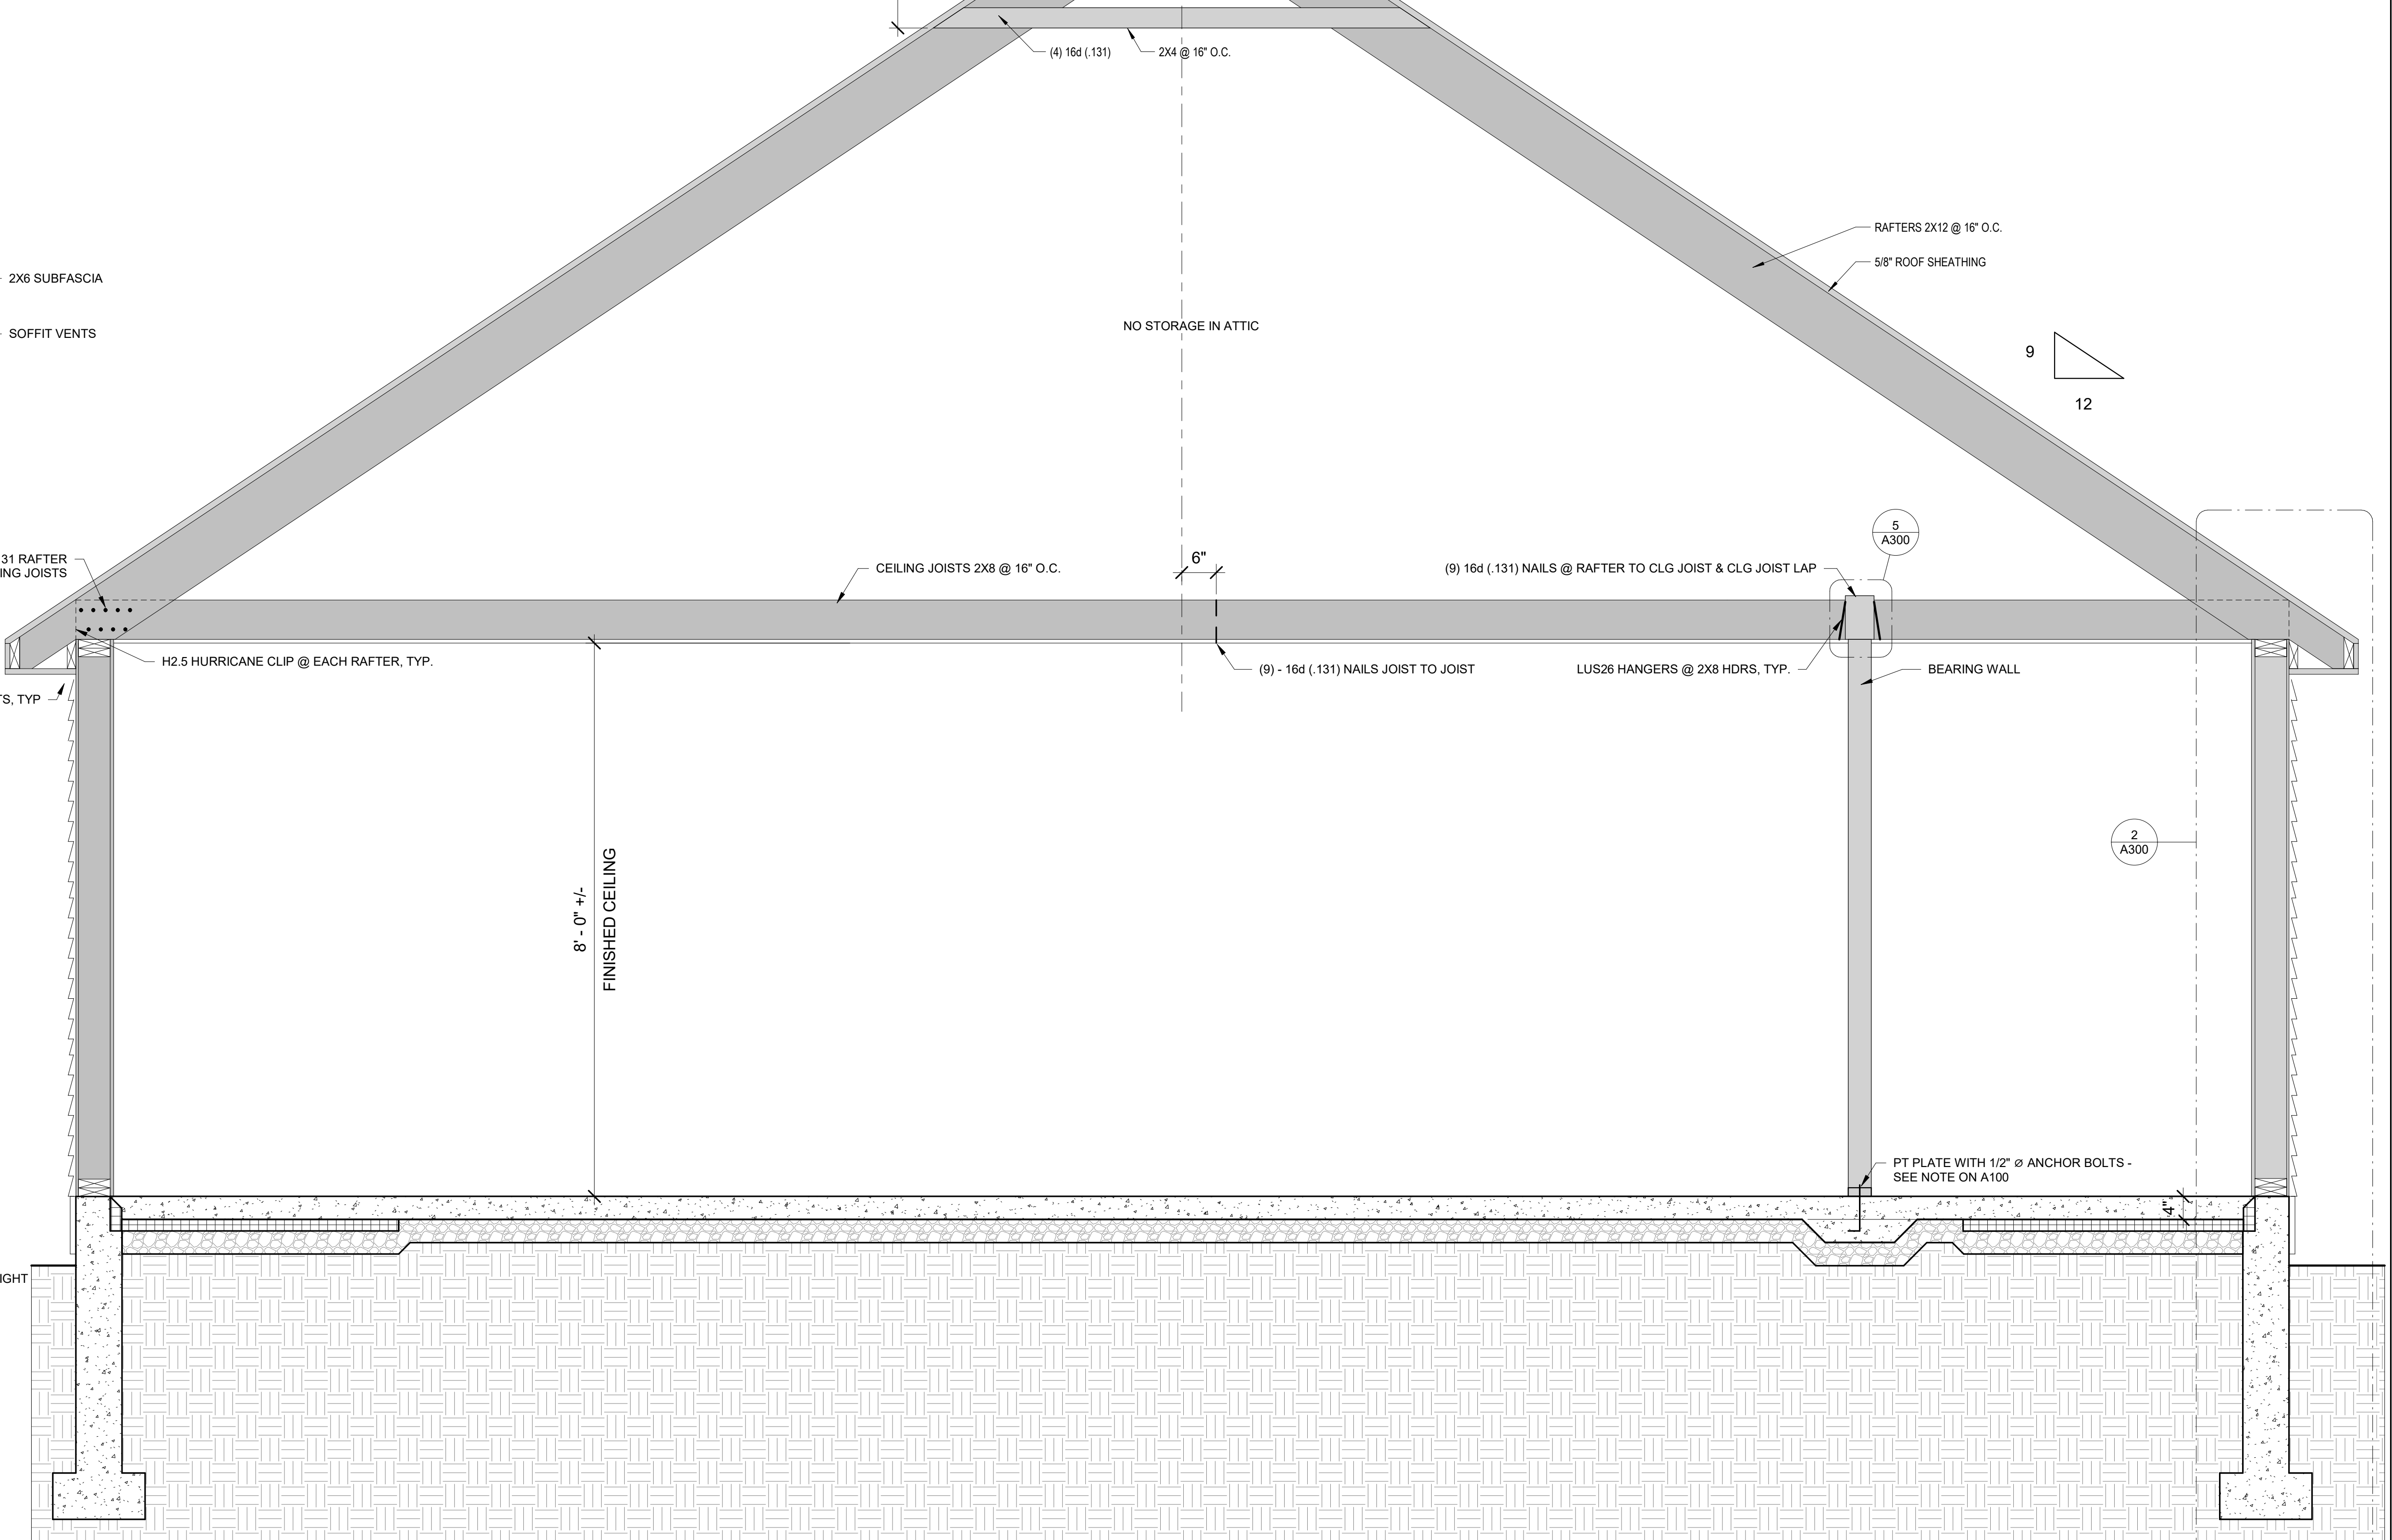 (4) 16d (.131)
2X4 @ 16" O.C.
RAFTERS 2X12 @ 16" O.C.
5/8" ROOF SHEATHING
2X6 SUBFASCIA
SOFFIT VENTS
NO STORAGE IN ATTIC
9
12
5
A300
31 RAFTER
ING JOISTS
CEILING JOISTS 2X8 @ 16" O.C.
6"
(9) 16d (.131) NAILS @ RAFTER TO CLG JOIST & CLG JOIST LAP
H2.5 HURRICANE CLIP @ EACH RAFTER, TYP.
(9) - 16d (.131) NAILS JOIST TO JOIST
LUS26 HANGERS @ 2X8 HDRS, TYP.
BEARING WALL
TS, TYP
2
A300
8' - 0" +/-
FINISHED CEILING
PT PLATE WITH 1/2" ⌀ ANCHOR BOLTS -
SEE NOTE ON A100
4"
IGHT